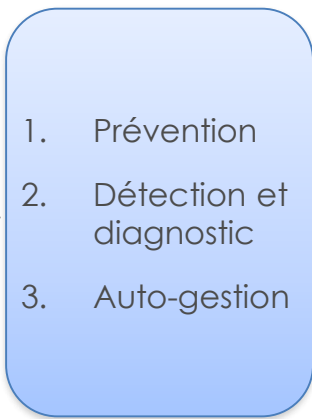 1. Prévention
2. Détection et
diagnostic
3. Auto-gestion